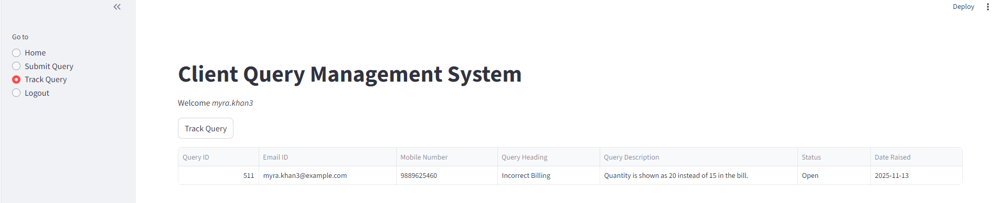 Deploy
Go to
Home
Submit Query
Track Query
Logout
Client Query Management System
Welcome myra.khan3
Track Query
Query ID Email ID Mobile Number Query Heading Query Description Status Date Raised
511 myra.khan3@example.com 9889625460 Incorrect Billing Quantity is shown as 20 instead of 15 in the bill. Open 2025-11-13